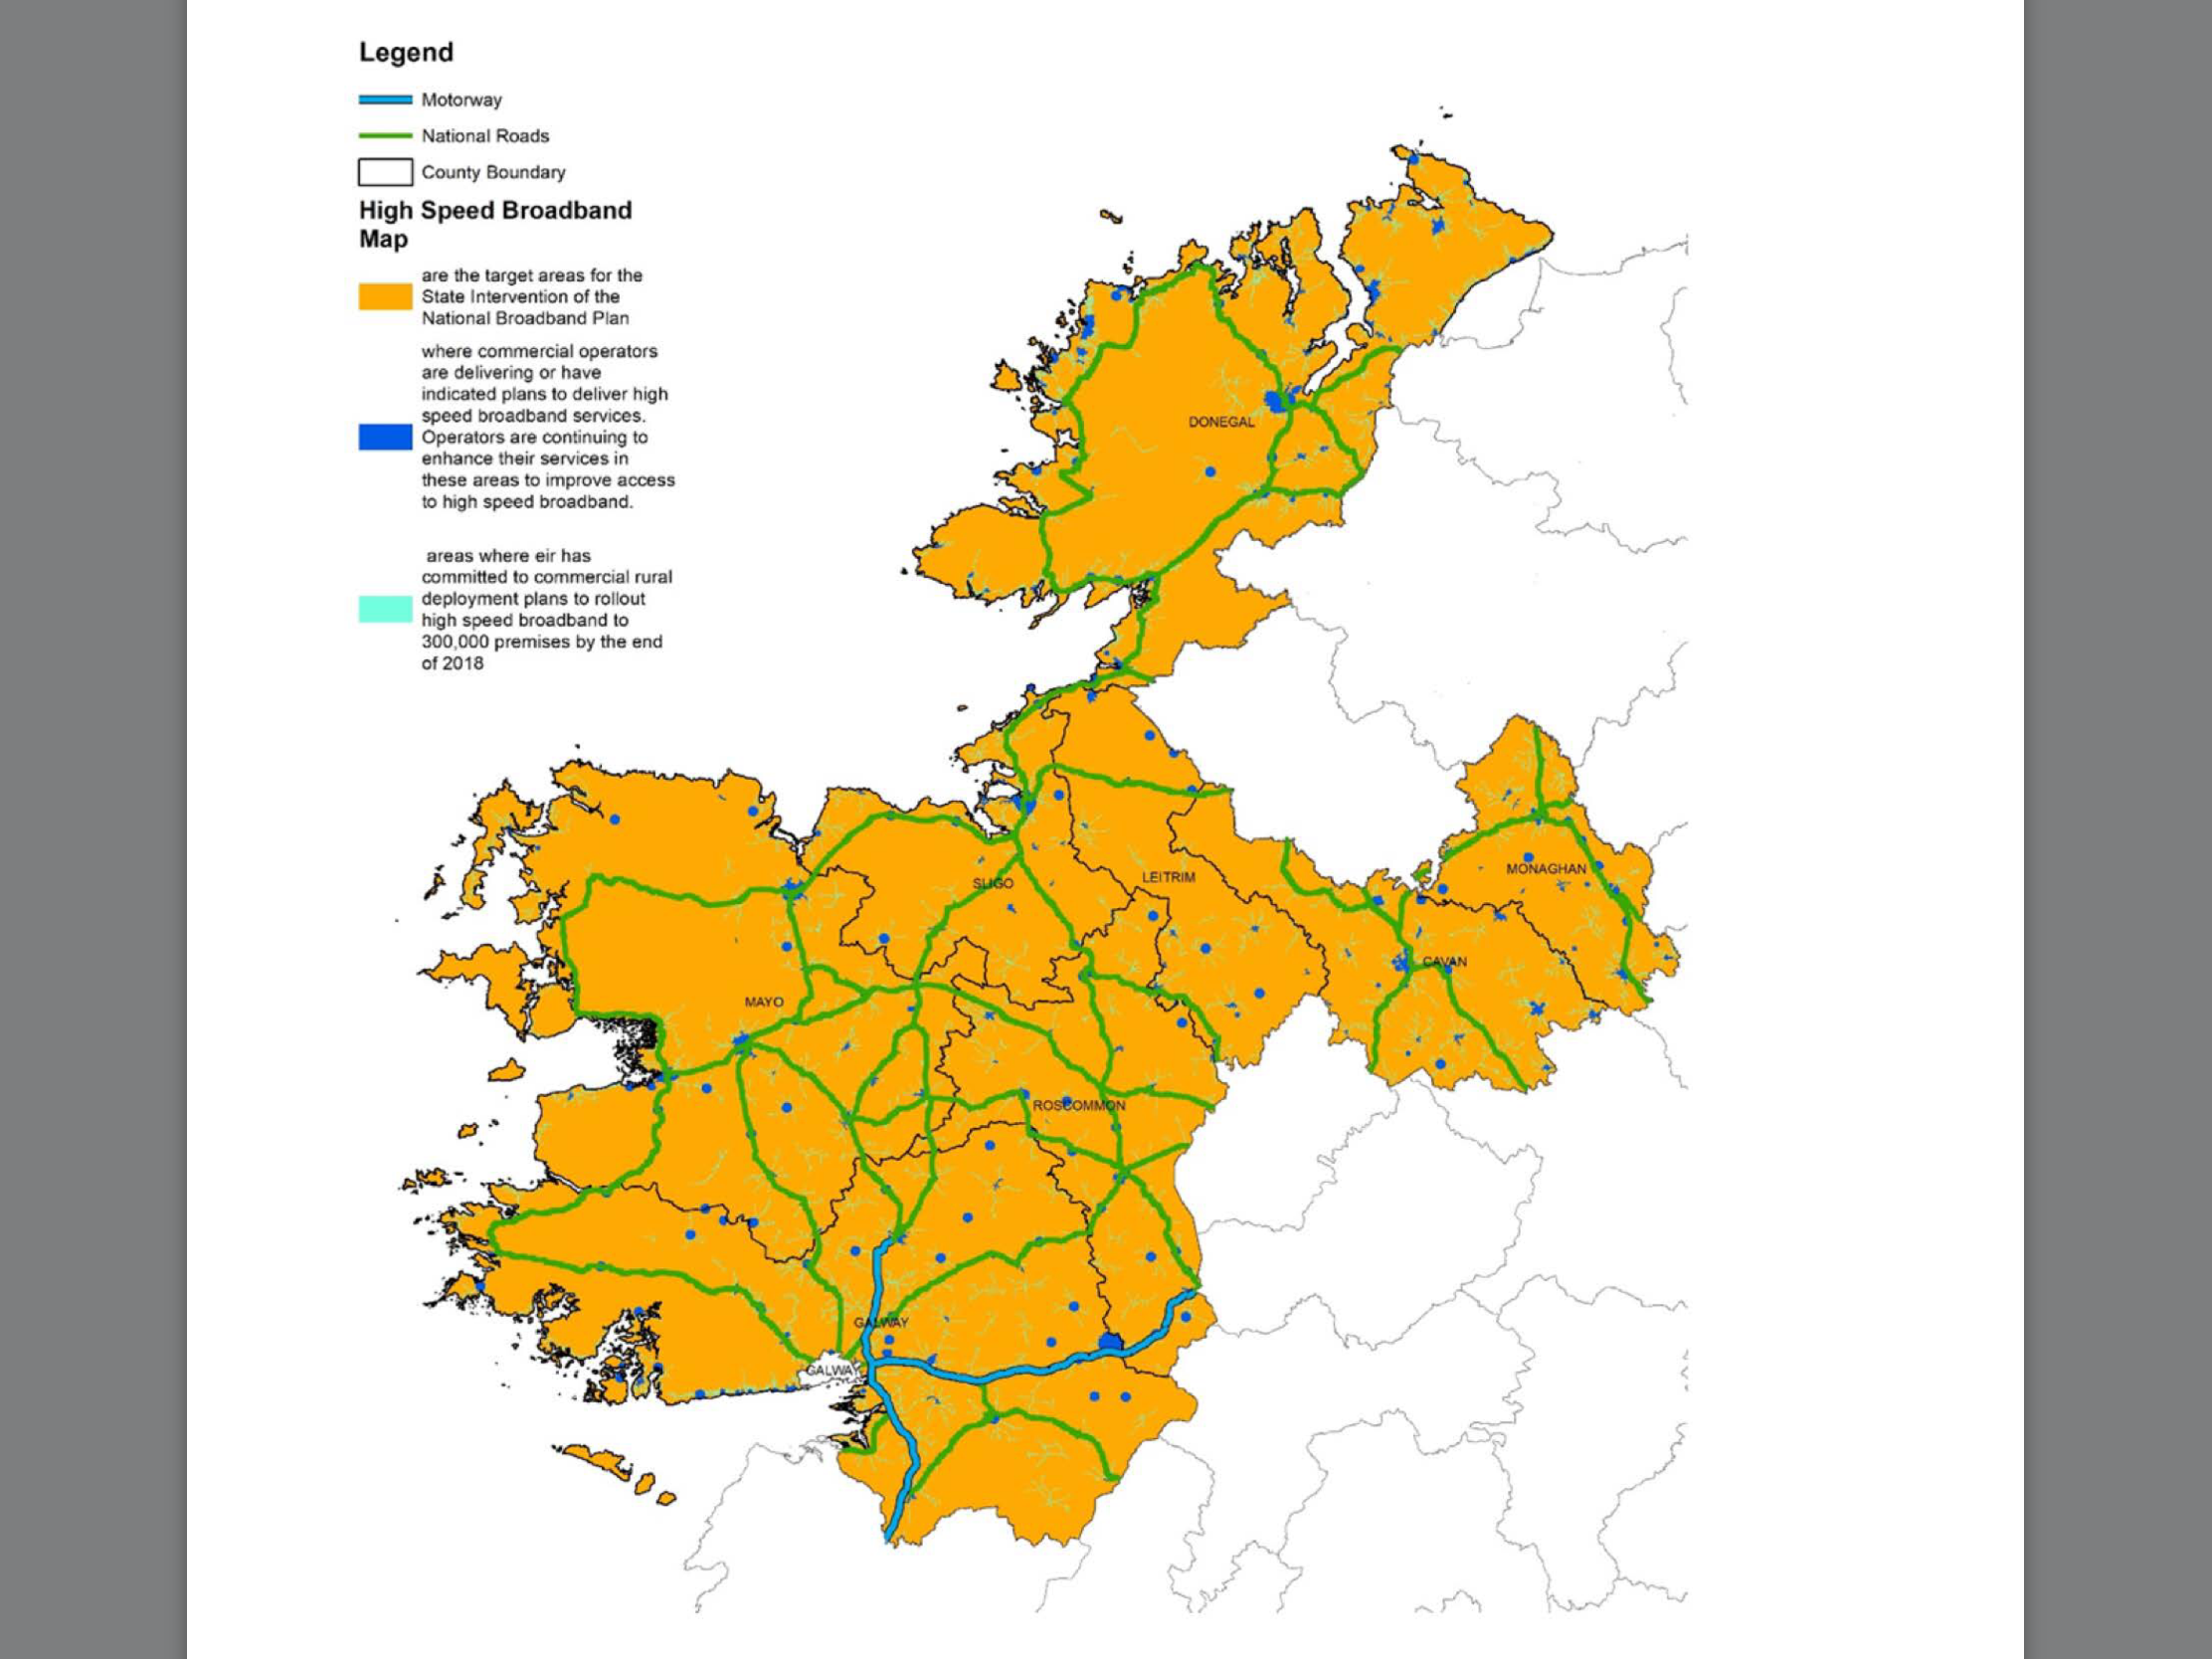 Legend
Motorway
National Roads
County Boundary
High Speed Broadband
Map
are the target areas for the
State Intervention of the
National Broadband Plan
where commercial operators
are delivering or have
indicated plans to deliver high
speed broadband services.
Operators are continuing to
enhance their services in
these areas to improve access
to high speed broadband.
areas where eir has
committed to commercial rural
deployment plans to rollout
high speed broadband to
300,000 premises by the end
of 2018
DONEGAL
MONAGHAN
LEITRIM
SLIGO
CAVAN
MAYO
ROSCOMMON
GALWAY
GALWAY